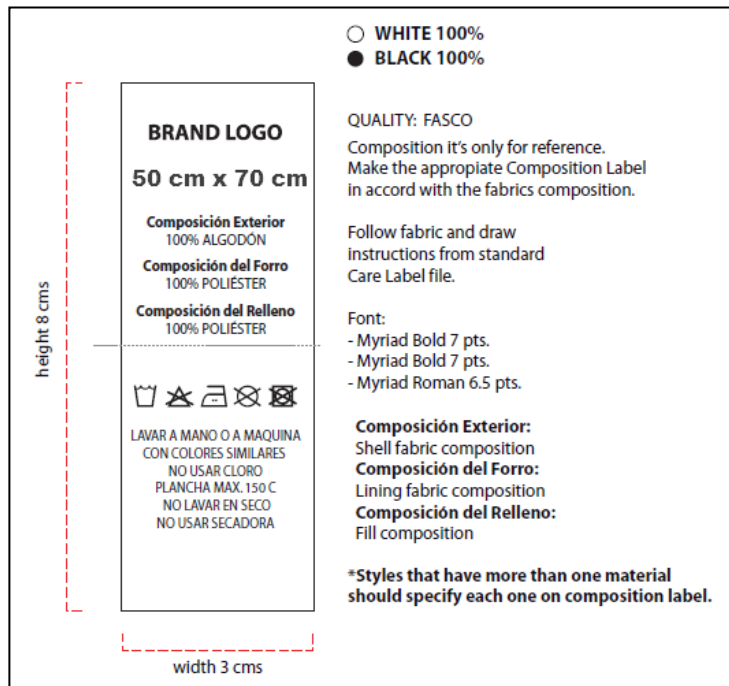 WHITE 100%
BLACK 100%
BRAND LOGO
50 cm x 70 cm
Composición Exterior
100% ALGODÓN
Composición del Forro
100% POLIÉSTER
Composición del Relleno
100% POLIÉSTER
LAVAR A MANO O A MAQUINA
CON COLORES SIMILARES
NO USAR CLORO
PLANCHA MAX. 150 C
NO LAVAR EN SECO
NO USAR SECADORA
height 8 cms
width 3 cms
QUALITY: FASCO
Composition it's only for reference.
Make the appropiate Composition Label
in accord with the fabrics composition.
Follow fabric and draw
instructions from standard
Care Label file.
Font:
- Myriad Bold 7 pts.
- Myriad Bold 7 pts.
- Myriad Roman 6.5 pts.
Composición Exterior:
Shell fabric composition
Composición del Forro:
Lining fabric composition
Composición del Relleno:
Fill composition
*Styles that have more than one material
should specify each one on composition label.